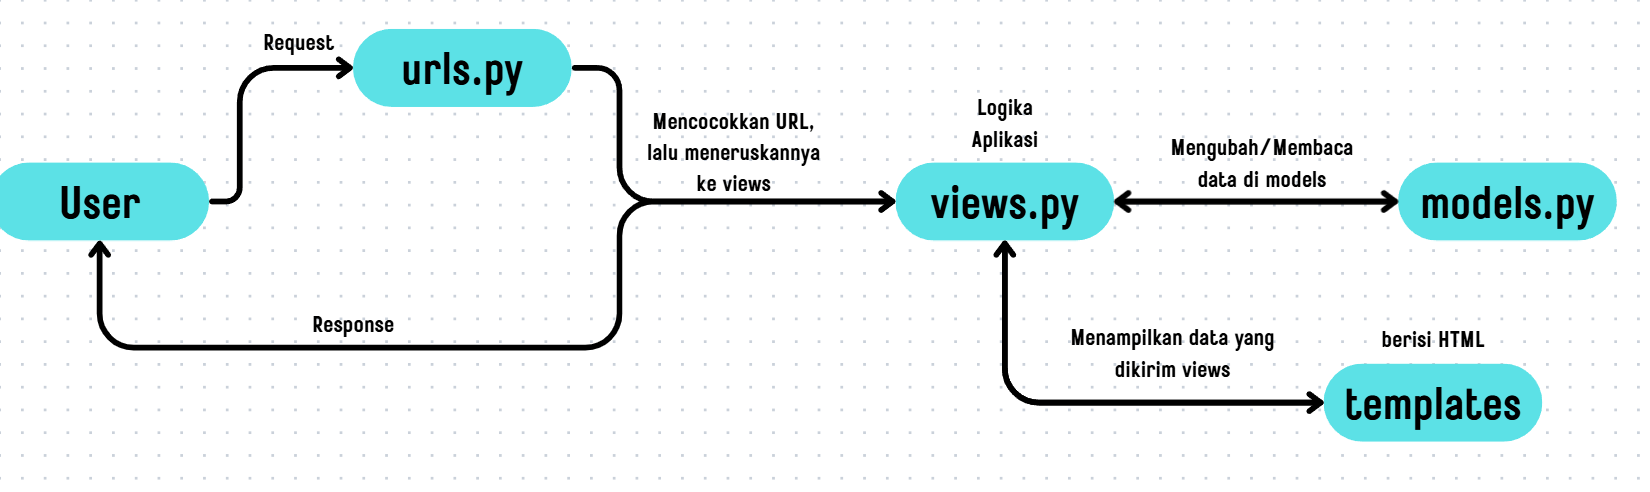 Request
urls.py
User
Mencocokkan URL,
lalu meneruskannya
ke views
Logika
Aplikasi
views.py
Mengubah/Membaca
data di models
models.py
Response
Menampilkan data yang
dikirim views
berisi HTML
templates